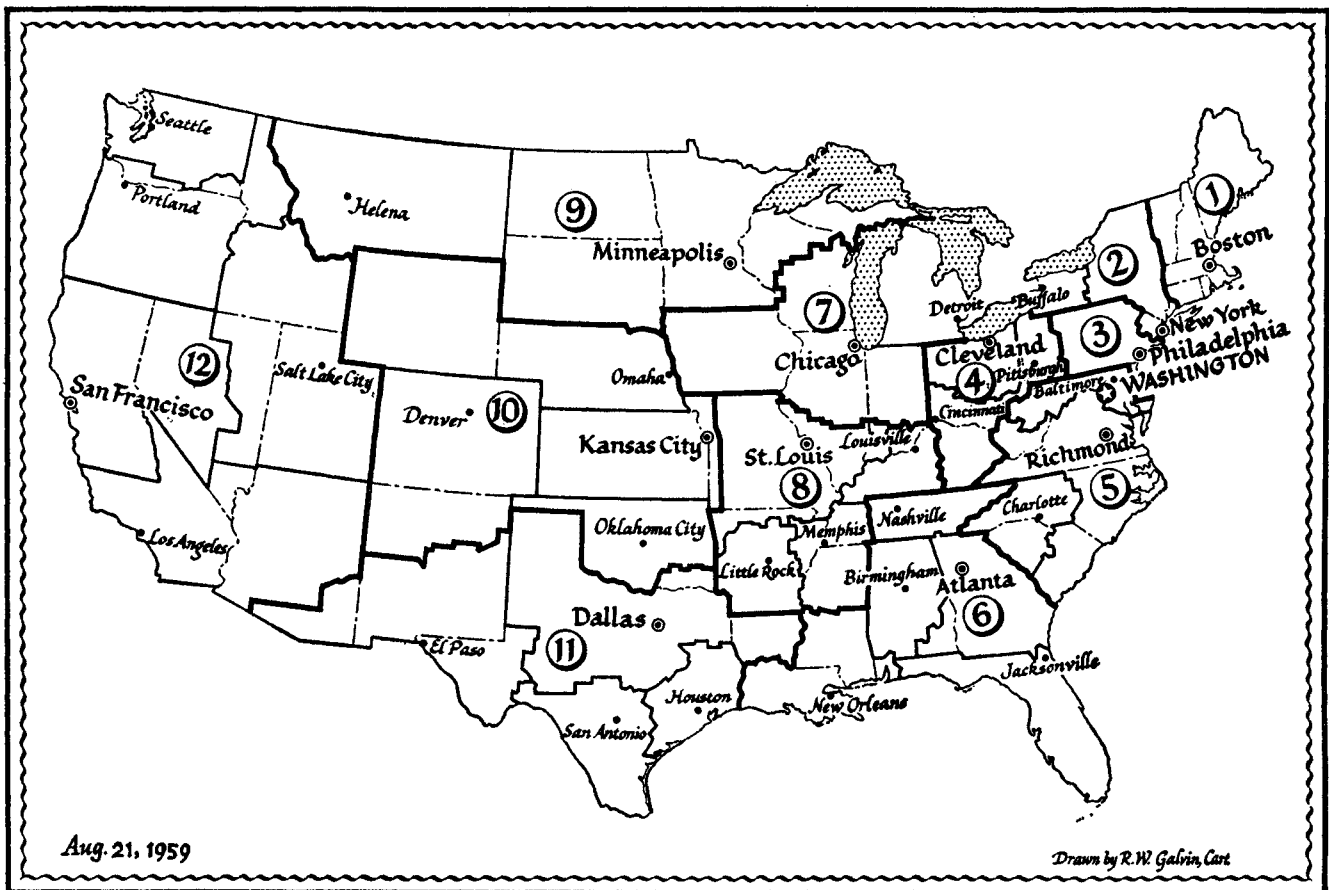 Seattle
Portland
Helena
9
Minneapolis
1
Boston
2
Buffalo
Detroit
7
Chicago
Cleveland
4
Pittsburgh
Cincinnati
3
New York
Philadelphia
WASHINGTON
Baltimore
12
Salt Lake City
San Francisco
Omaha
Denver
10
Kansas City
St. Louis
8
Louisville
Richmond
5
Charlotte
Nashville
Memphis
Los Angeles
Oklahoma City
Little Rock
Birmingham
Atlanta
6
Dallas
11
El Paso
Houston
San Antonio
New Orleans
Jacksonville
Aug. 21, 1959
Drawn by R.W. Galvin, Cart.